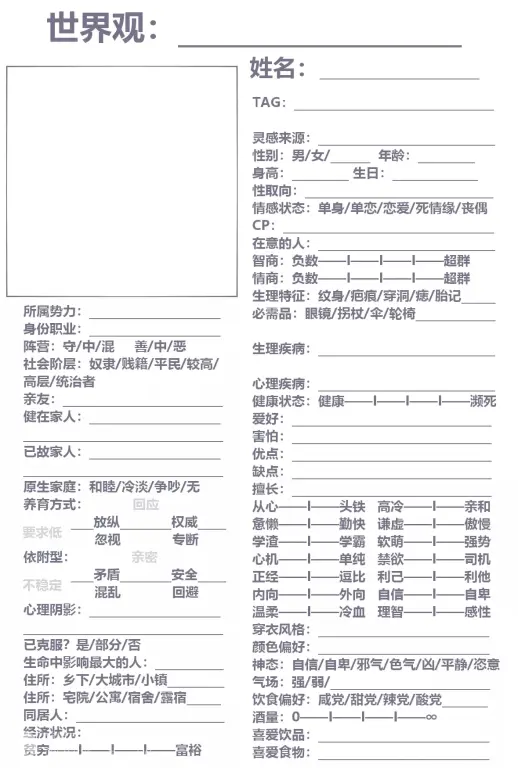 世界观：
姓名：
TAG：
灵感来源：
性别：男/女/______ 年龄：
身高： 生日：
性取向：
情感状态：单身/单恋/恋爱/死情缘/丧偶
CP：
在意的人：
智商：负数——I——I——I——超群
情商：负数——I——I——I——超群
生理特征：纹身/疤痕/穿洞/痣/胎记
必需品：眼镜/拐杖/伞/轮椅
生理疾病：
心理疾病：
健康状态：健康——I——I——I——濒死
爱好：
害怕：
优点：
缺点：
擅长：
从心——I——头铁 高冷——I——亲和
怠懒——I——勤快 谦虚——I——傲慢
学渣——I——学霸 软萌——I——强势
心机——I——单纯 禁欲——I——司机
正经——I——逗比 利己——I——利他
内向——I——外向 自信——I——自卑
温柔——I——冷血 理智——I——感性
穿衣风格：
颜色偏好：
神态：自信/自卑/邪气/色气/凶/平静/恣意
气场：强/弱/
饮食偏好：咸党/甜党/辣党/酸党
酒量：0——I——I——I——∞
喜爱饮品：
喜爱食物：
所属势力：
身份职业：
阵营：守/中/混 善/中/恶
社会阶层：奴隶/贱籍/平民/较高/
高层/统治者
亲友：
健在家人：
已故家人：
原生家庭：和睦/冷淡/争吵/无
养育方式： 回应
放纵 权威
要求低
忽视 专断
依附型： 亲密
矛盾 安全
不稳定
混乱 回避
心理阴影：
已克服？是/部分/否
生命中影响最大的人：
住所：乡下/大城市/小镇
住所：宅院/公寓/宿舍/露宿
同居人：
经济状况：
贫穷——I——I——I——富裕